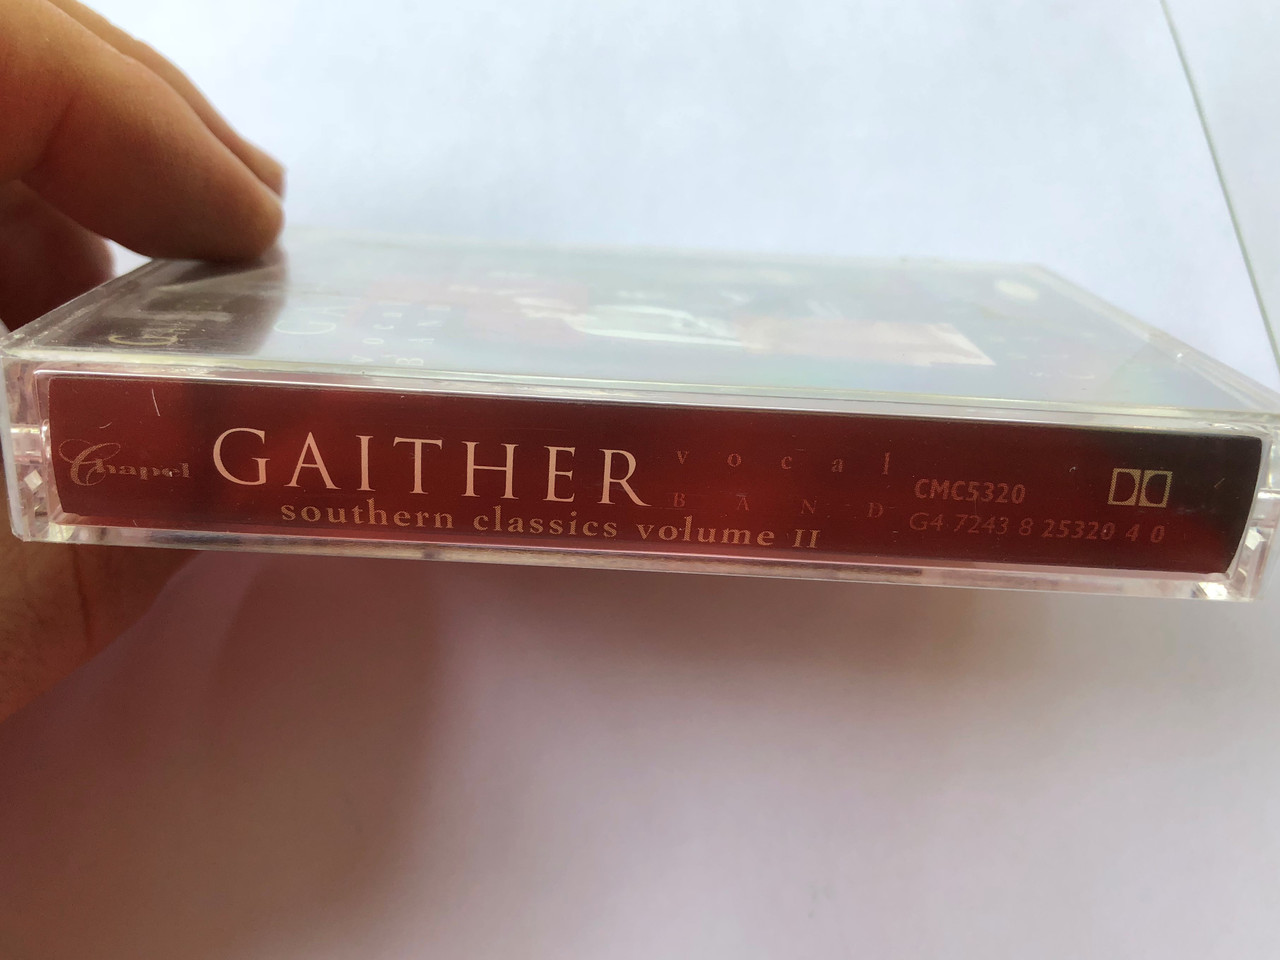 Chapel
GAITHER
vocal
BAND
southern classics volume II
CMC5320
G4 7243 8 25320 4 0